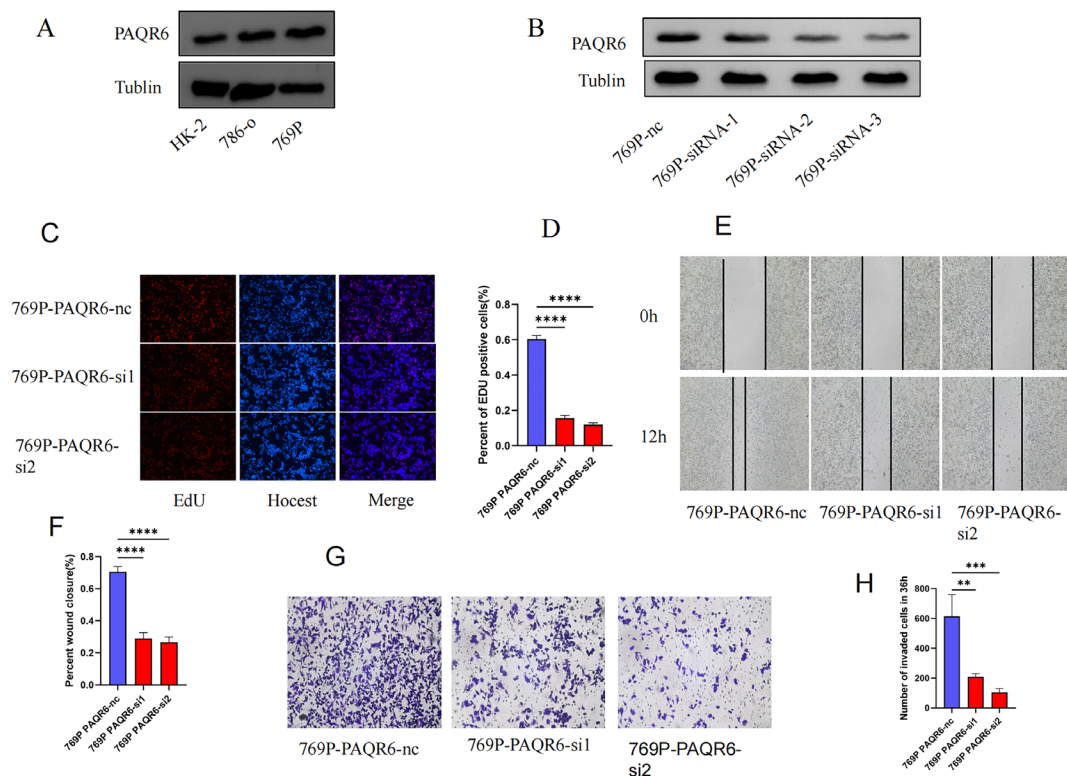 A
PAQR6
Tublin
HK-2
786-o
769P
B
PAQR6
Tublin
769P-nc
769P-siRNA-1
769P-siRNA-2
769P-siRNA-3
C
769P-PAQR6-nc
769P-PAQR6-si1
769P-PAQR6-
si2
EdU
Hocest
Merge
D
Percent of EDU positive cells(%)
0.8
0.6
0.4
0.2
0.0
****
****
769P PAQR6-nc
769P PAQR6-si1
769P PAQR6-si2
E
0h
12h
769P-PAQR6-nc
769P-PAQR6-si1
769P-PAQR6-
si2
F
Percent wound closure(%)
0.8
0.6
0.4
0.2
0.0
****
****
769P PAQR6-nc
769P PAQR6-si1
769P PAQR6-si2
G
769P-PAQR6-nc
769P-PAQR6-si1
769P-PAQR6-
si2
H
Number of invaded cells in 36h
800
600
400
200
0
***
**
769P PAQR6-nc
769P PAQR6-si1
769P PAQR6-si2